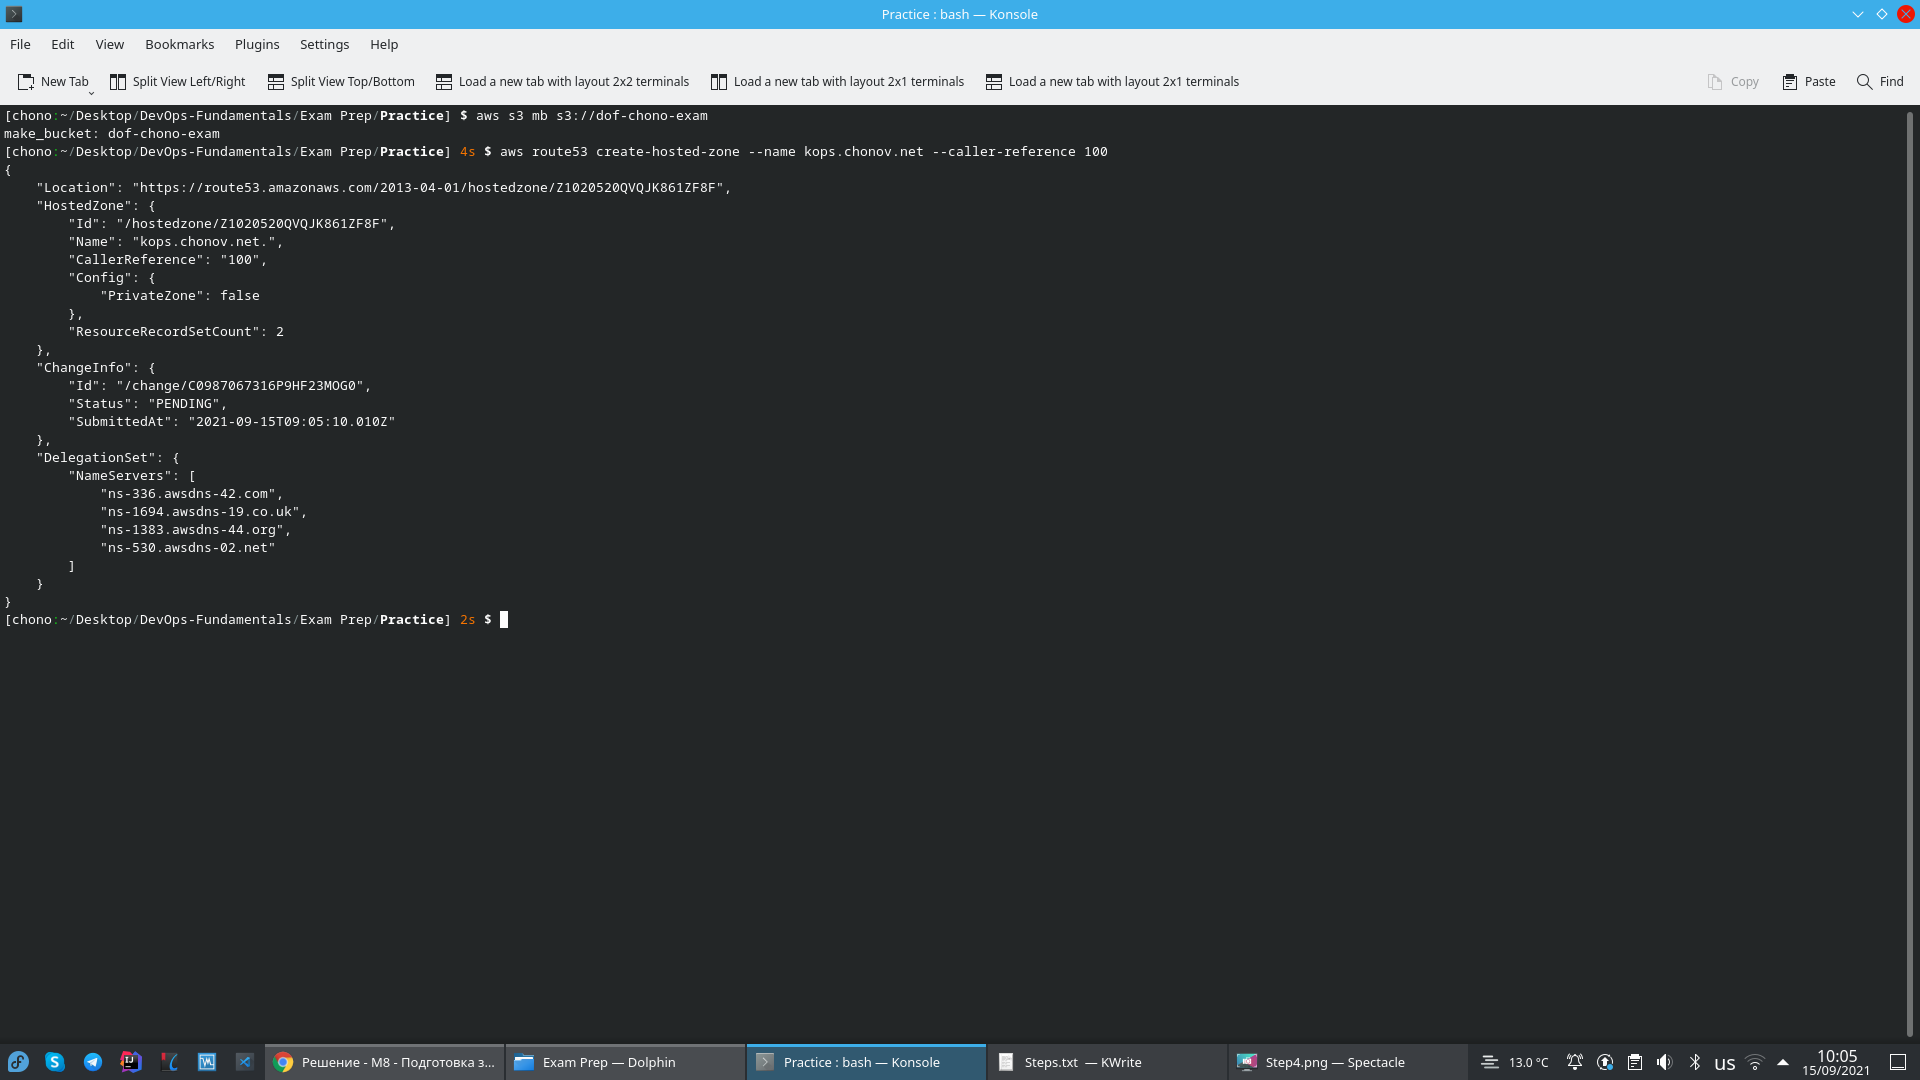 Practice : bash — Konsole
File Edit View Bookmarks Plugins Settings Help
New Tab Split View Left/Right Split View Top/Bottom Load a new tab with layout 2x2 terminals Load a new tab with layout 2x1 terminals Load a new tab with layout 2x1 terminals Copy Paste Find
[chono:~/Desktop/DevOps-Fundamentals/Exam Prep/Practice] $ aws s3 mb s3://dof-chono-exam
make_bucket: dof-chono-exam
[chono:~/Desktop/DevOps-Fundamentals/Exam Prep/Practice] 4s $ aws route53 create-hosted-zone --name kops.chonov.net --caller-reference 100
{
    "Location": "https://route53.amazonaws.com/2013-04-01/hostedzone/Z1020520QVQJK861ZF8F",
    "HostedZone": {
        "Id": "/hostedzone/Z1020520QVQJK861ZF8F",
        "Name": "kops.chonov.net.",
        "CallerReference": "100",
        "Config": {
            "PrivateZone": false
        },
        "ResourceRecordSetCount": 2
    },
    "ChangeInfo": {
        "Id": "/change/C0987067316P9HF23MOG0",
        "Status": "PENDING",
        "SubmittedAt": "2021-09-15T09:05:10.010Z"
    },
    "DelegationSet": {
        "NameServers": [
            "ns-336.awsdns-42.com",
            "ns-1694.awsdns-19.co.uk",
            "ns-1383.awsdns-44.org",
            "ns-530.awsdns-02.net"
        ]
    }
}
[chono:~/Desktop/DevOps-Fundamentals/Exam Prep/Practice] 2s $
Решение - M8 - Подготовка з... Exam Prep — Dolphin Practice : bash — Konsole Steps.txt — KWrite Step4.png — Spectacle 13.0 °C us 10:05
15/09/2021